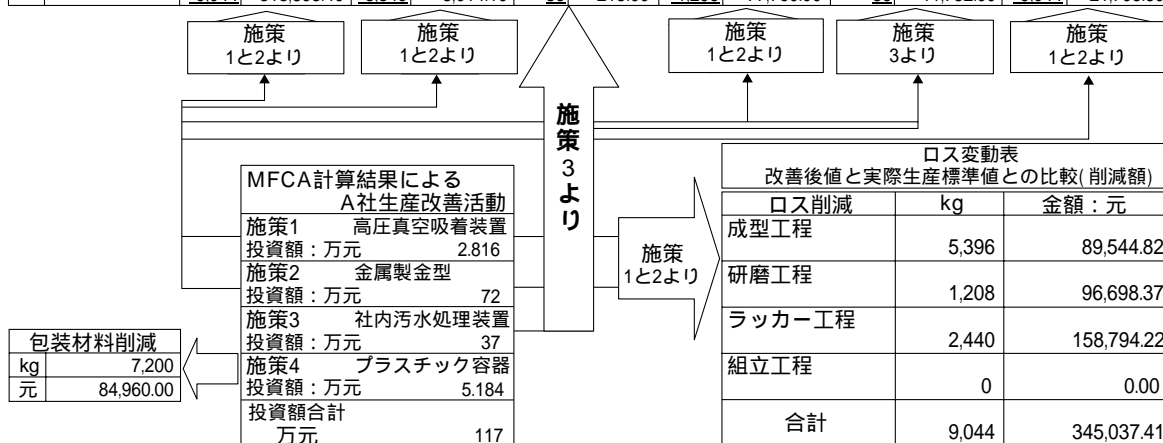 施策
1と2より
施策
1と2より
施策
1と2より
施策
3より
施策
1と2より
施策3より
MFCA計算結果による
A社生産改善活動
施策1 高圧真空吸着装置
投資額：万元 2.816
施策2 金属製金型
投資額：万元 72
施策3 社内汚水処理装置
投資額：万元 37
施策4 プラスチック容器
投資額：万元 5.184
投資額合計
万元 117
包装材料削減
kg 7,200
元 84,960.00
施策
1と2より
ロス変動表
改善後値と実際生産標準値との比較(削減額)
ロス削減 kg 金額：元
成型工程
5,396 89,544.82
研磨工程
1,208 96,698.37
ラッカー工程
2,440 158,794.22
組立工程
0 0.00
合計
9,044 345,037.41